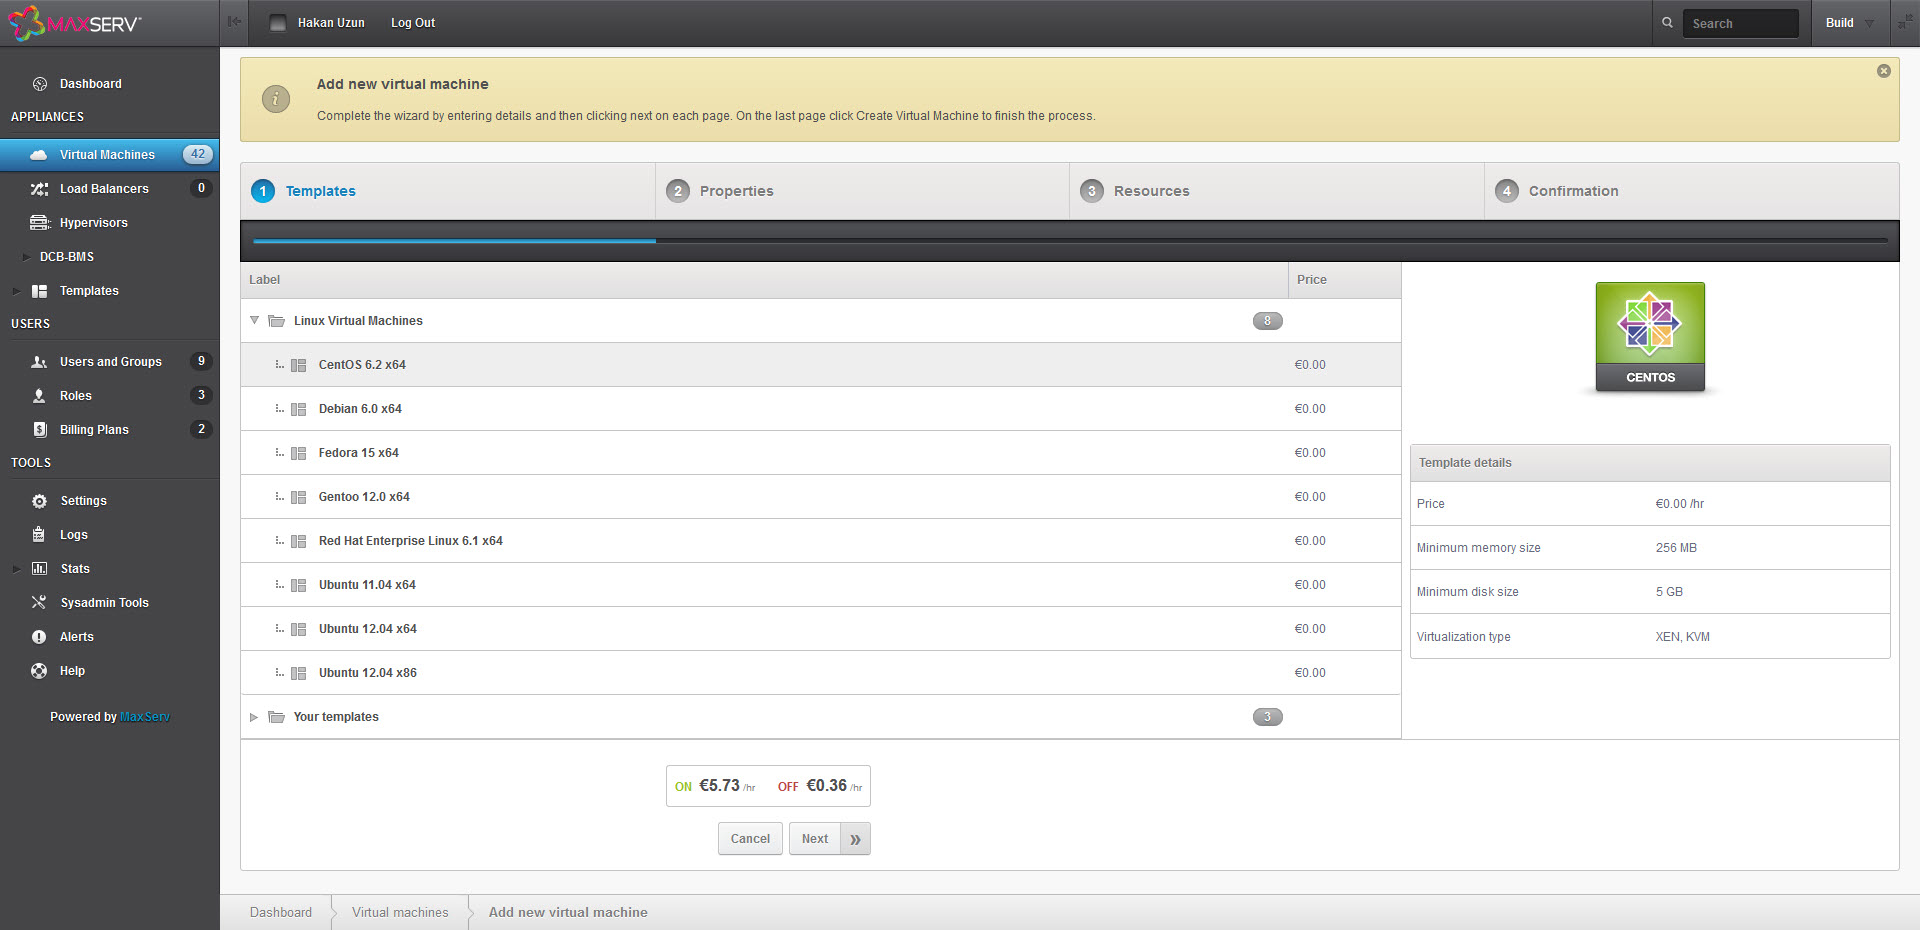 MAXSERV
Hakan Uzun
Log Out
Search
Build
Dashboard
APPLIANCES
Virtual Machines 42
Load Balancers 0
Hypervisors
DCB-BMS
Templates
USERS
Users and Groups 9
Roles 3
Billing Plans 2
TOOLS
Settings
Logs
Stats
Sysadmin Tools
Alerts
Help
Powered by MaxServ
Add new virtual machine
Complete the wizard by entering details and then clicking next on each page. On the last page click Create Virtual Machine to finish the process.
1 Templates
2 Properties
3 Resources
4 Confirmation
Label Price
Linux Virtual Machines 8
CentOS 6.2 x64 €0.00
Debian 6.0 x64 €0.00
Fedora 15 x64 €0.00
Gentoo 12.0 x64 €0.00
Red Hat Enterprise Linux 6.1 x64 €0.00
Ubuntu 11.04 x64 €0.00
Ubuntu 12.04 x64 €0.00
Ubuntu 12.04 x86 €0.00
Your templates 3
CENTOS
Template details
Price €0.00 /hr
Minimum memory size 256 MB
Minimum disk size 5 GB
Virtualization type XEN, KVM
ON €5.73 /hr OFF €0.36 /hr
Cancel
Next »
Dashboard
Virtual machines
Add new virtual machine